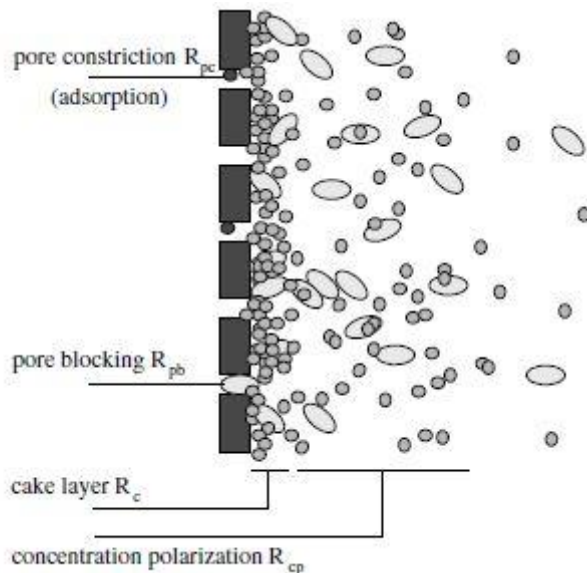 pore constriction R_pc
(adsorption)
pore blocking R_pb
cake layer R_c
concentration polarization R_cp